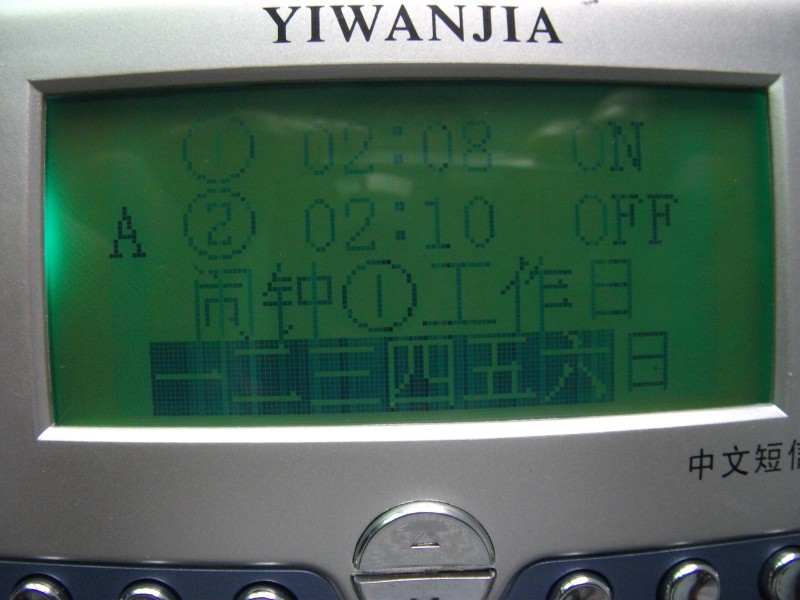 YIWANJIA
① 02:08 ON
A ② 02:10 OFF
闹钟①工作日
一二三四五六日
中文短信